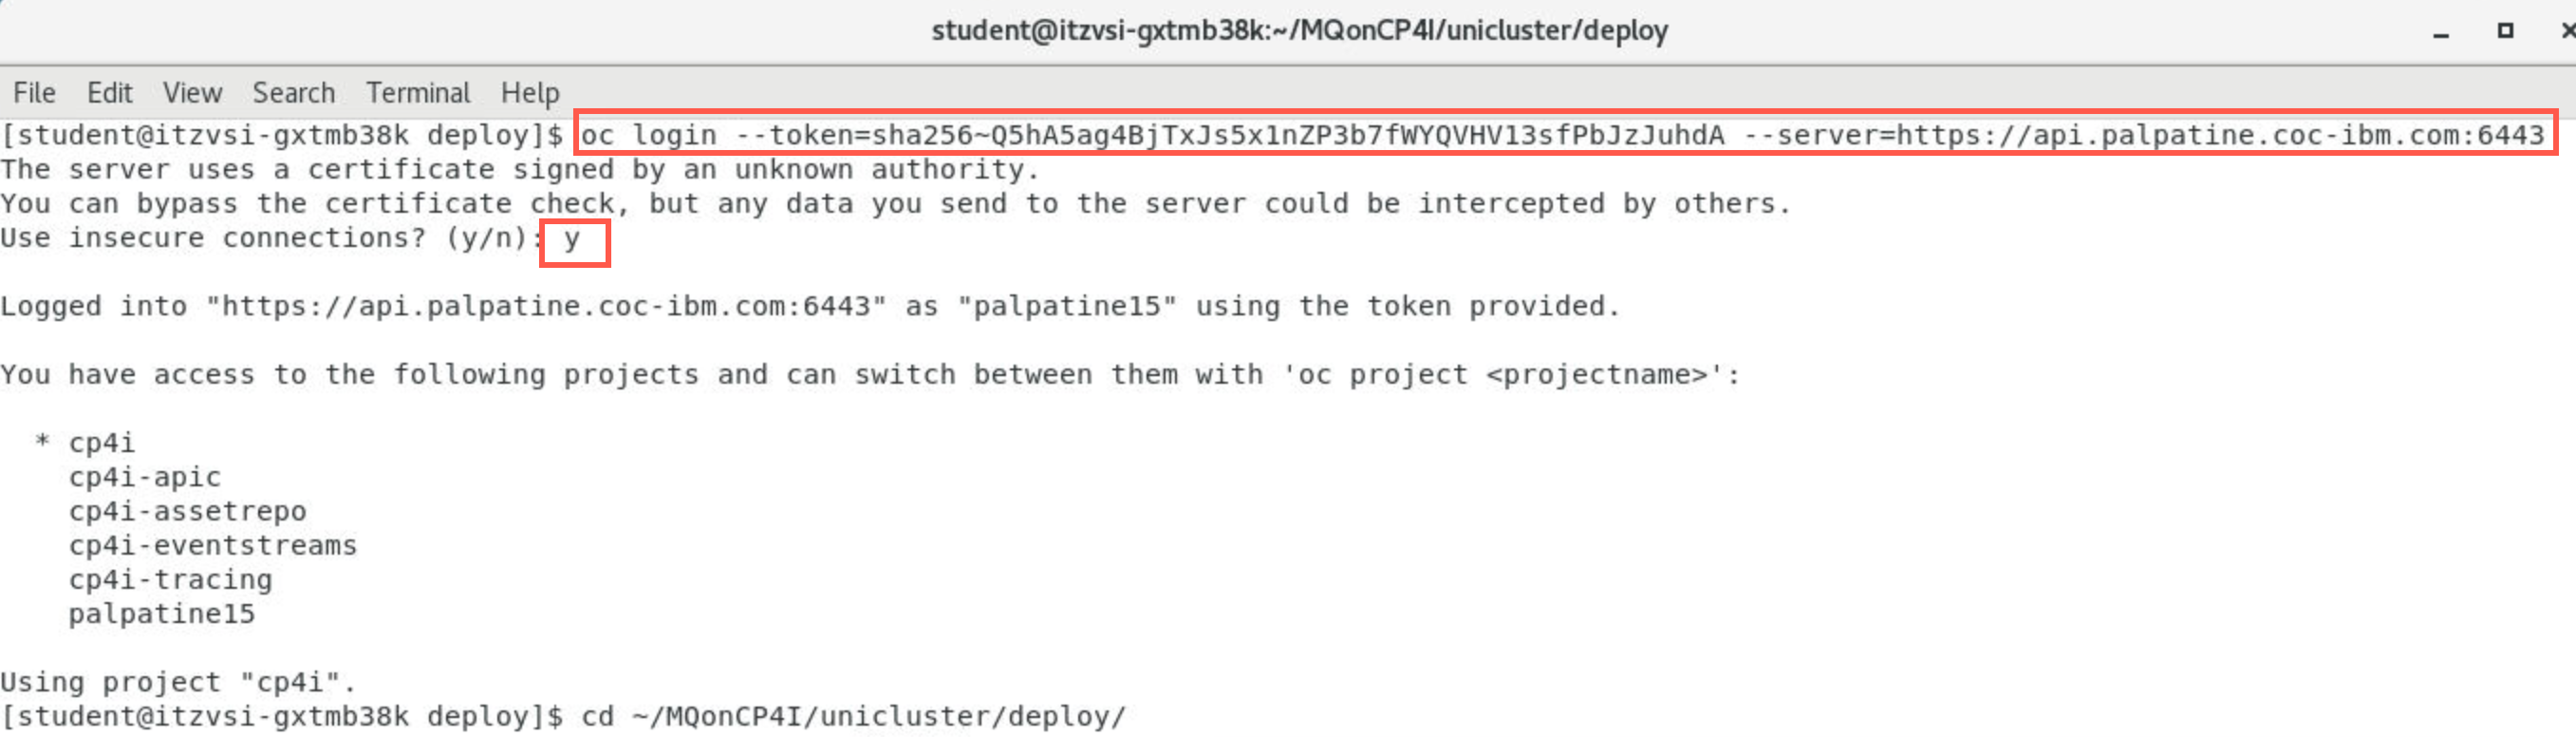 student@itzvsi-gxtmb38k:~/MQonCP4I/unicluster/deploy
File Edit View Search Terminal Help
[student@itzvsi-gxtmb38k deploy]$ oc login --token=sha256~Q5hA5ag4BjTxJs5x1nZP3b7fWYQVHV13sfPbJzJuhdA --server=https://api.palpatine.coc-ibm.com:6443
The server uses a certificate signed by an unknown authority.
You can bypass the certificate check, but any data you send to the server could be intercepted by others.
Use insecure connections? (y/n): y
Logged into "https://api.palpatine.coc-ibm.com:6443" as "palpatine15" using the token provided.
You have access to the following projects and can switch between them with 'oc project <projectname>':
* cp4i
cp4i-apic
cp4i-assetrepo
cp4i-eventstreams
cp4i-tracing
palpatine15
Using project "cp4i".
[student@itzvsi-gxtmb38k deploy]$ cd ~/MQonCP4I/unicluster/deploy/